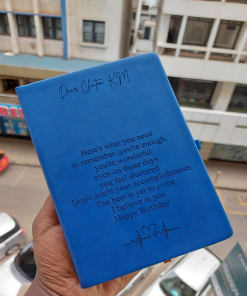 Dear Clinton KM
Here's what you need
to remember .you're enough,
you're wonderful
even on those days
you feel shattered
Don't doubt your accomplishments
The best is yet to come
I believe in you
Happy Birthday